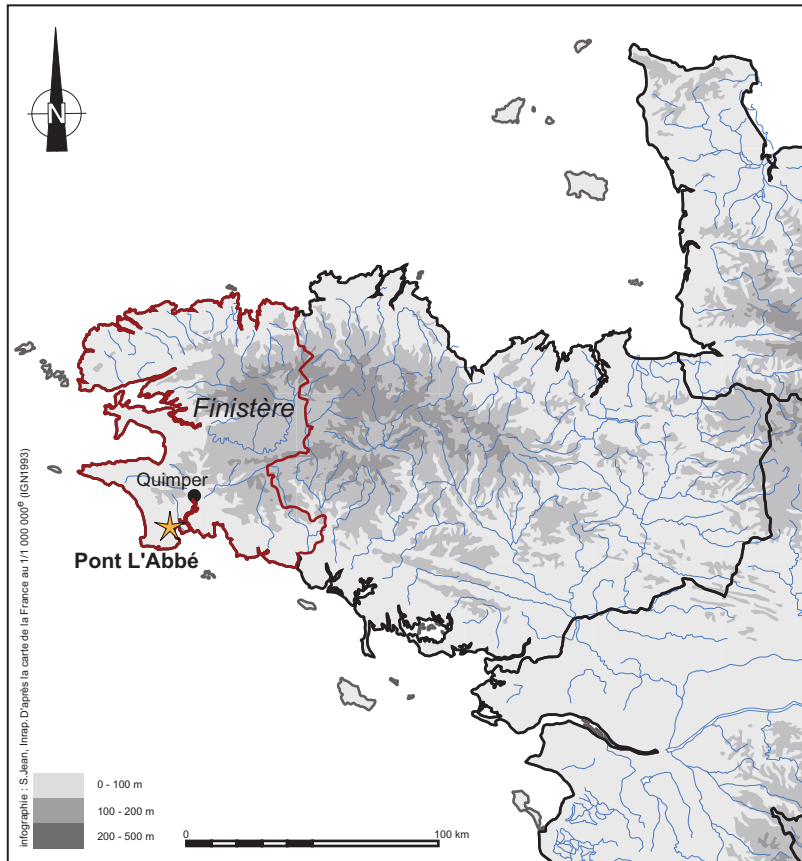 N
Finistère
Quimper
Pont L'Abbé
infographie : S.Jean, Inrap. D'après la carte de la France au 1/1 000 000º (IGN1993)
0 - 100 m
100 - 200 m
200 - 500 m
0 100 km